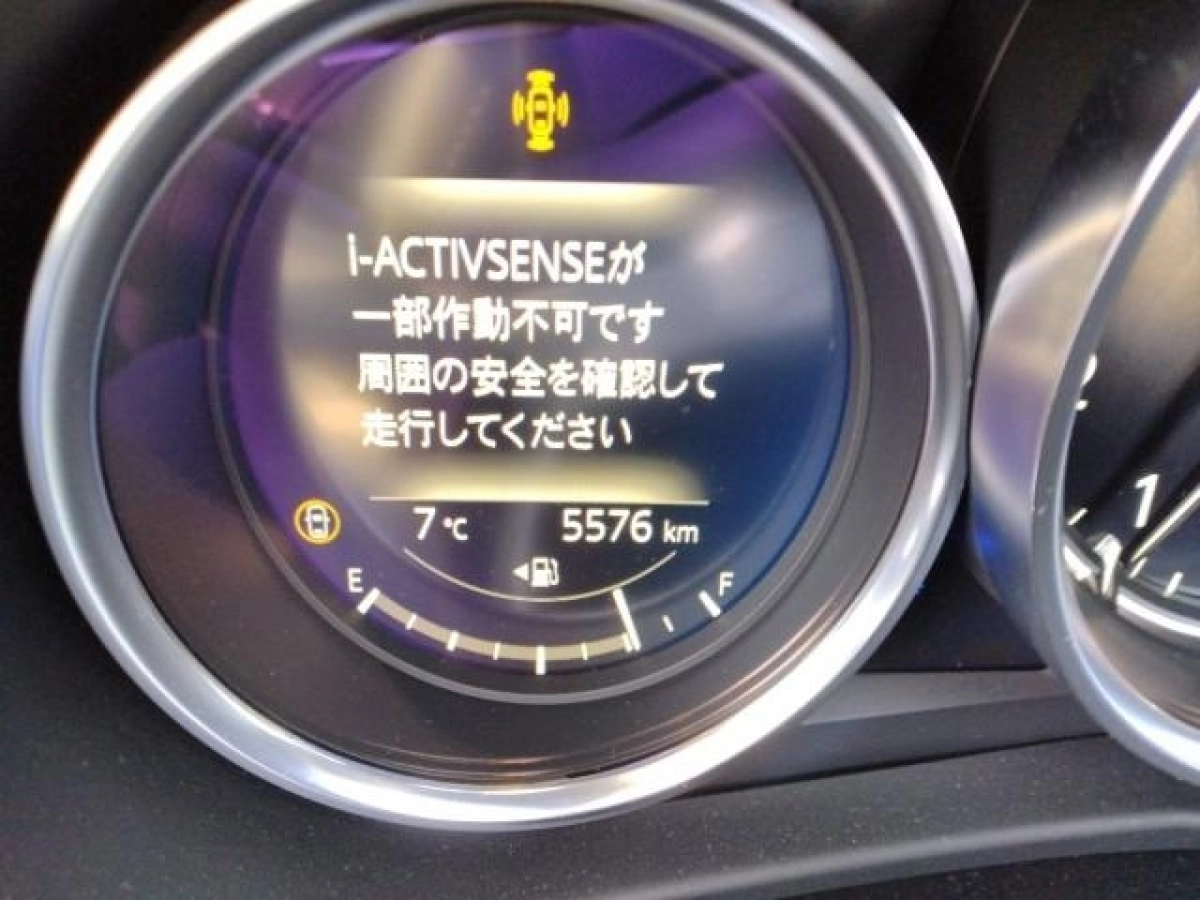 i-ACTIVSENSEが
一部作動不可です
周囲の安全を確認して
走行してください
7℃ 5576 km
E F
2
1